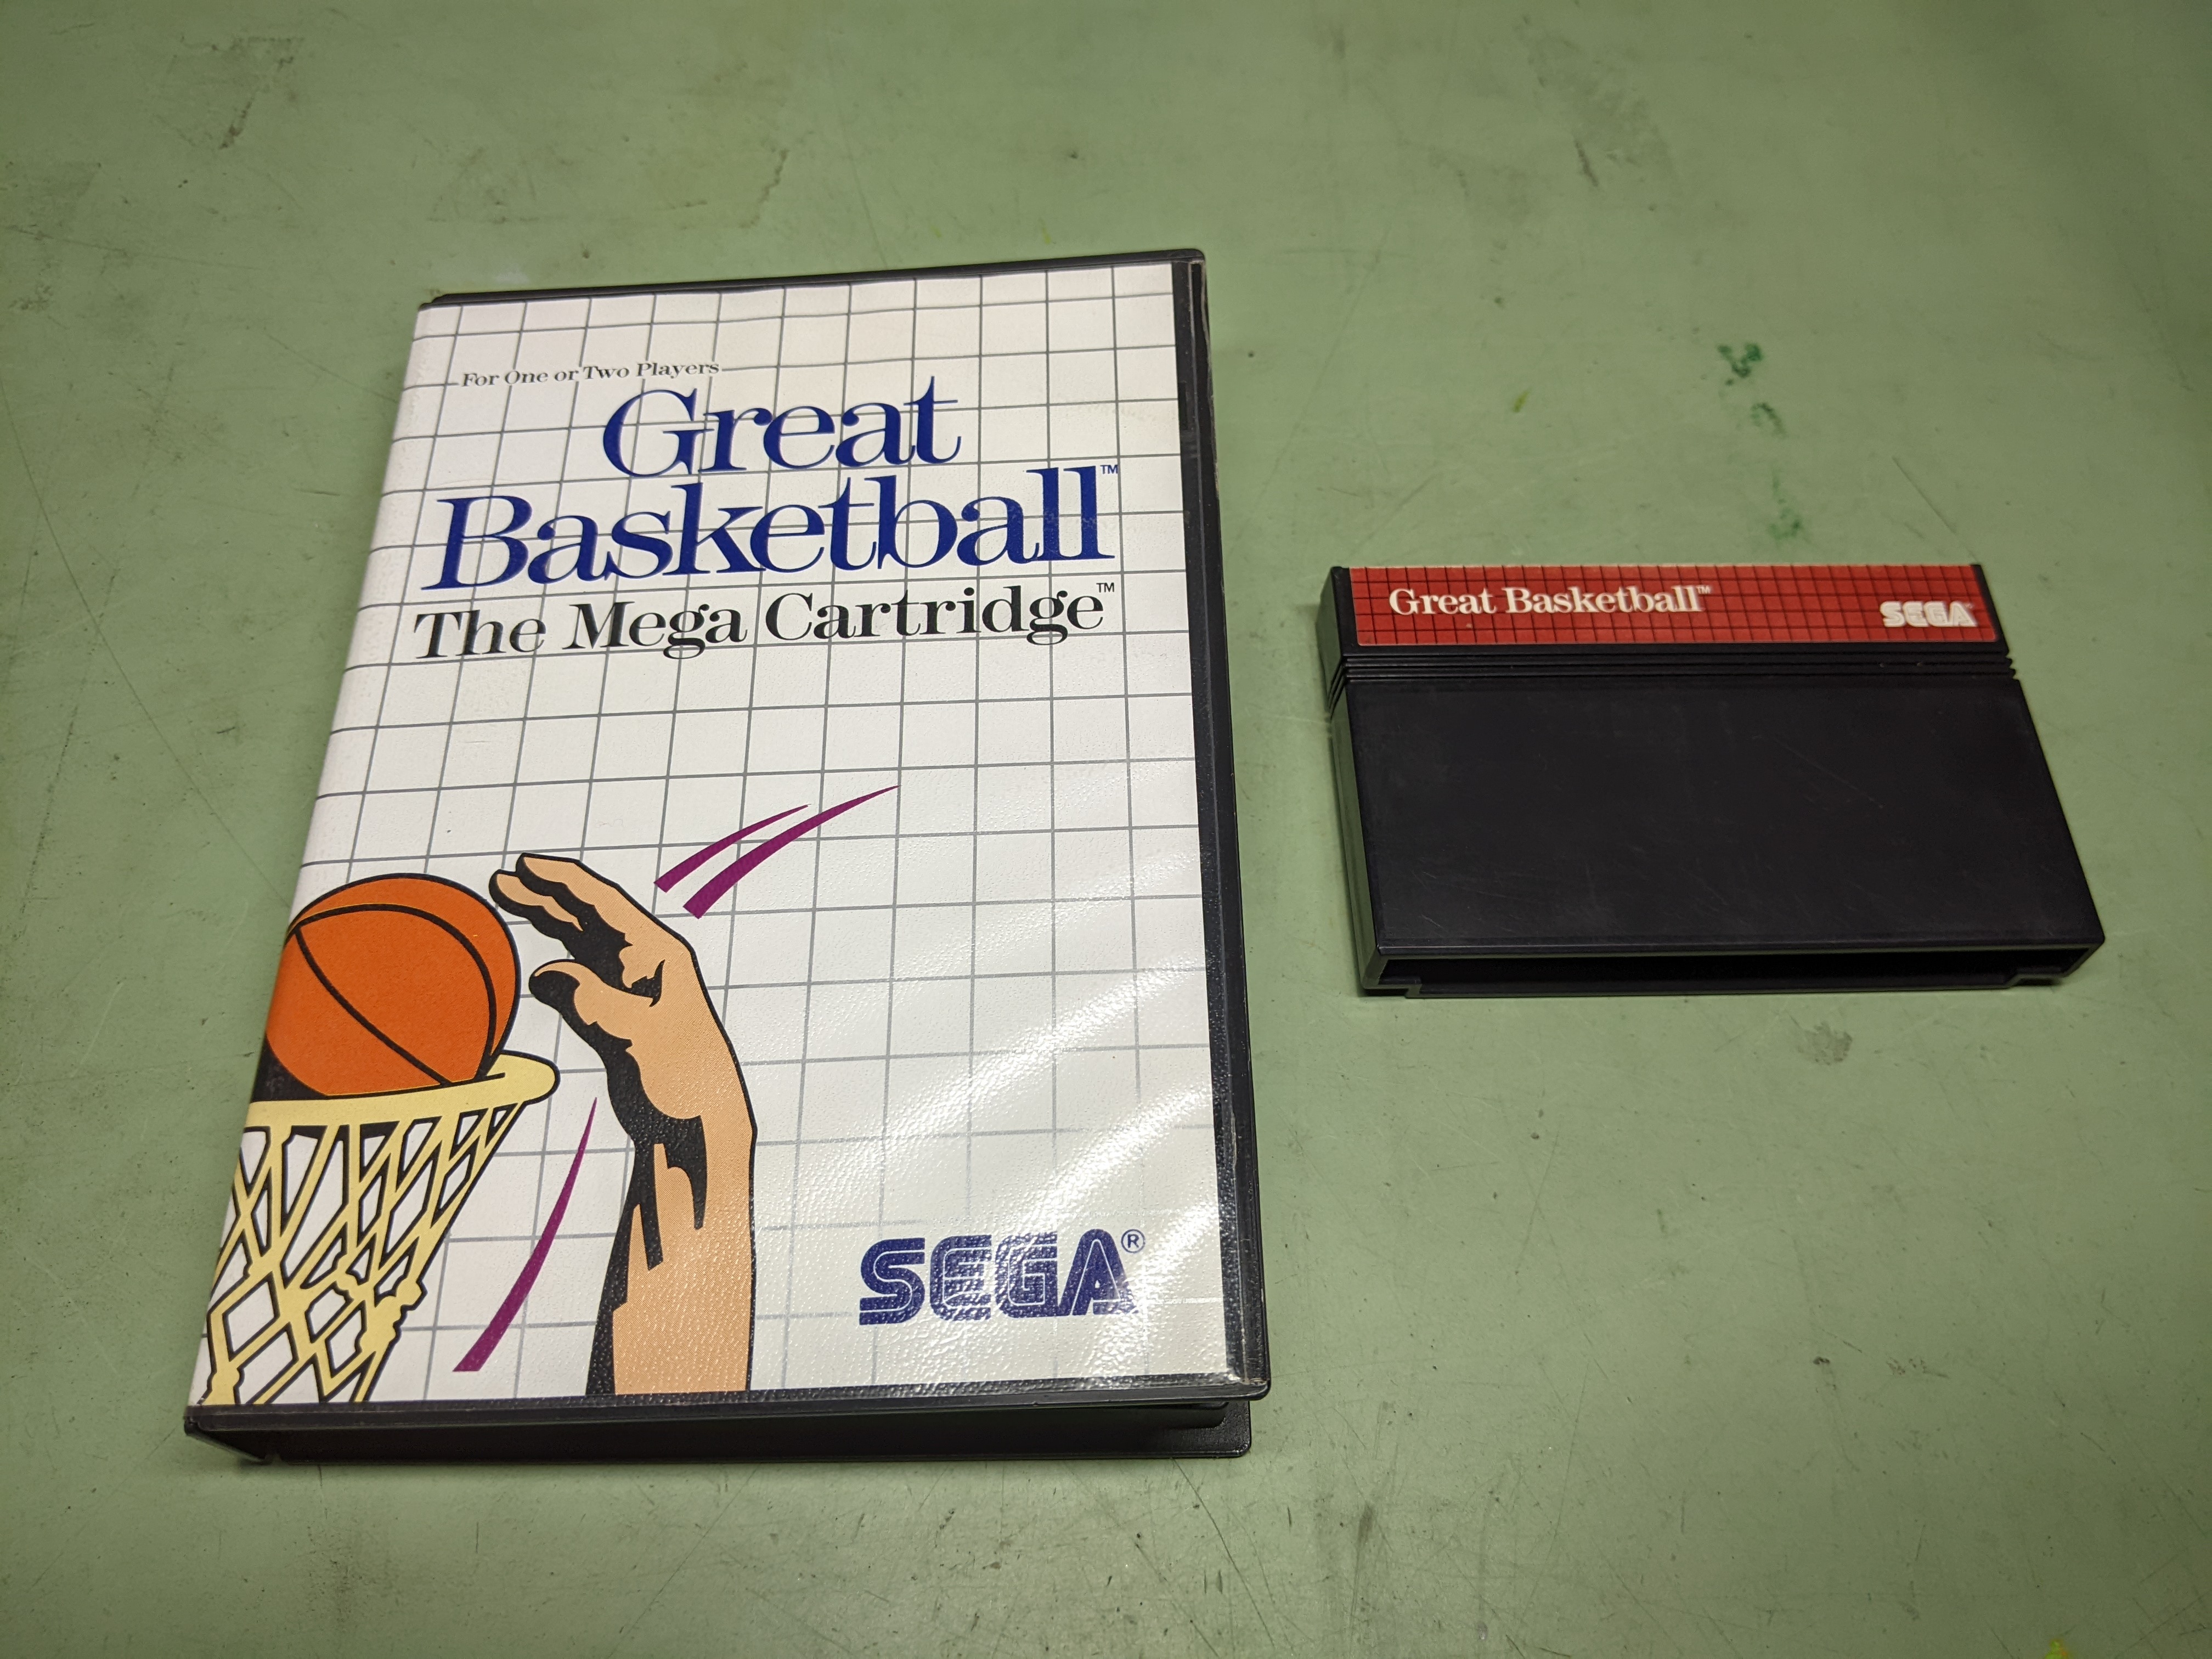 For One or Two Players
Great
Basketball™
The Mega Cartridge™
SEGA®
Great Basketball™
SEGA®